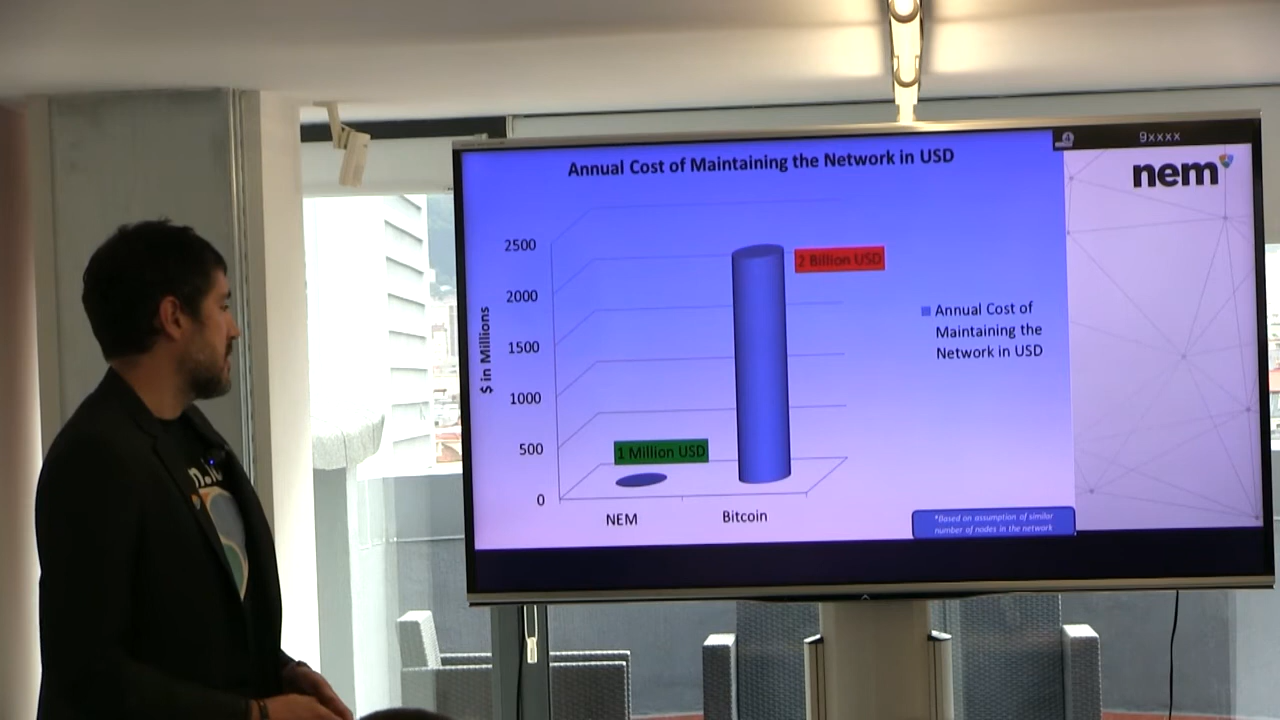 Annual Cost of Maintaining the Network in USD
9xxxx
nem
2500
2000
1500
1000
500
0
$ in Millions
2 Billion USD
1 Million USD
Annual Cost of
Maintaining the
Network in USD
NEM
Bitcoin
*Based on assumption of similar
number of nodes in the network